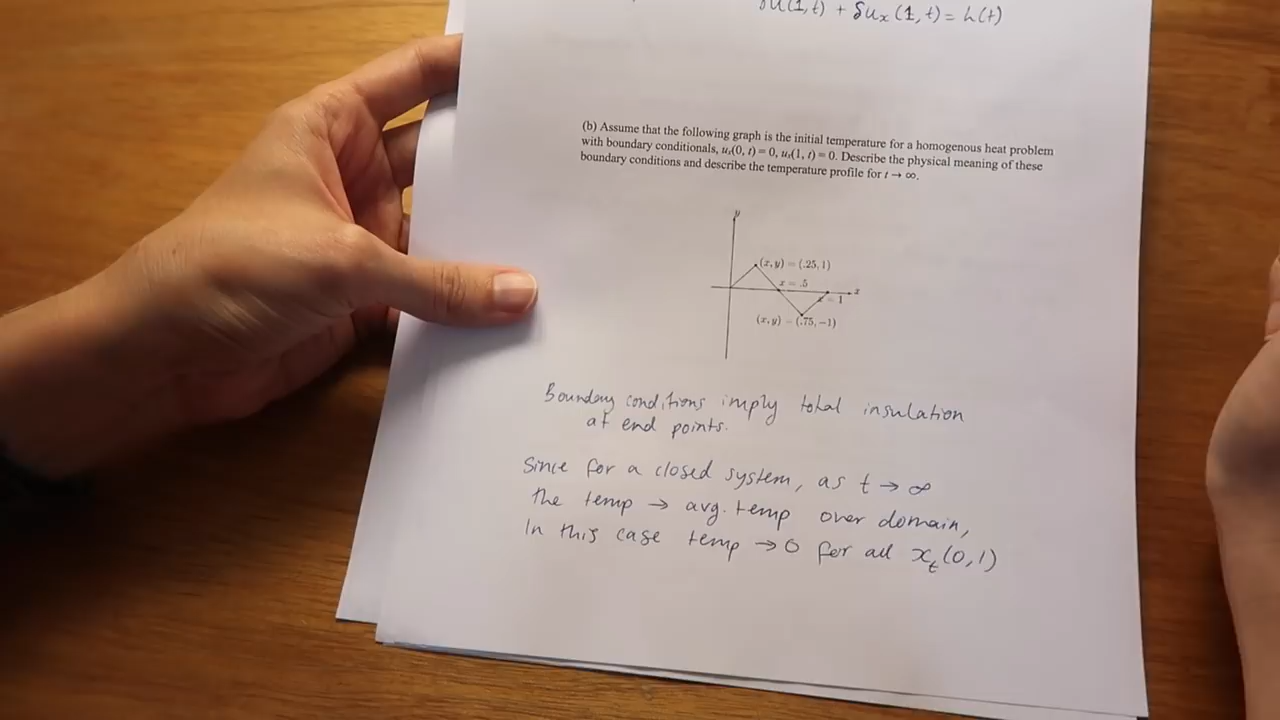 δu(1,t) + δuₓ(1,t) = h(t)
(b) Assume that the following graph is the initial temperature for a homogenous heat problem
with boundary conditionals, uₓ(0, t) = 0, uₓ(1, t) = 0. Describe the physical meaning of these
boundary conditions and describe the temperature profile for t → ∞.
y
(x, y) = (.25, 1)
x = .5
x
x = 1
(x, y) = (.75, −1)
Boundary conditions imply total insulation
at end points.
Since for a closed system, as t → ∞
the temp → avg. temp over domain,
In this case temp → 0 for all xₜ(0,1)